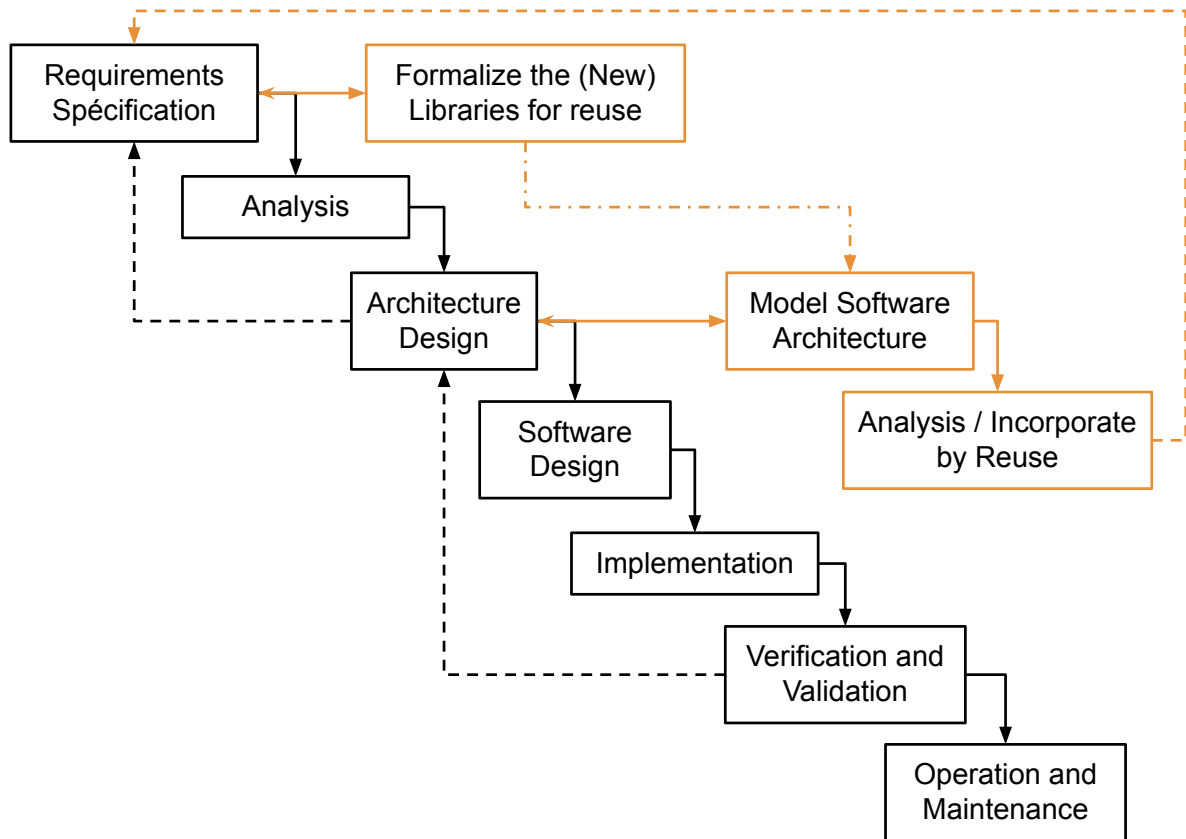 Requirements
Spécification
Formalize the (New)
Libraries for reuse
Analysis
Architecture
Design
Model Software
Architecture
Software
Design
Analysis / Incorporate
by Reuse
Implementation
Verification and
Validation
Operation and
Maintenance